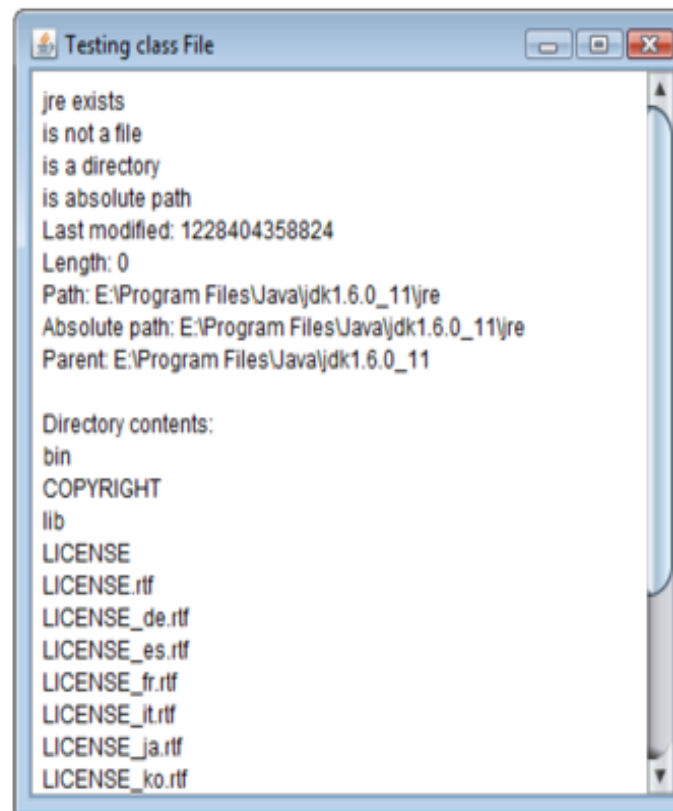 Testing class File
jre exists
is not a file
is a directory
is absolute path
Last modified: 1228404358824
Length: 0
Path: E:\Program Files\Java\jdk1.6.0_11\jre
Absolute path: E:\Program Files\Java\jdk1.6.0_11\jre
Parent: E:\Program Files\Java\jdk1.6.0_11

Directory contents:
bin
COPYRIGHT
lib
LICENSE
LICENSE.rtf
LICENSE_de.rtf
LICENSE_es.rtf
LICENSE_fr.rtf
LICENSE_it.rtf
LICENSE_ja.rtf
LICENSE_ko.rtf